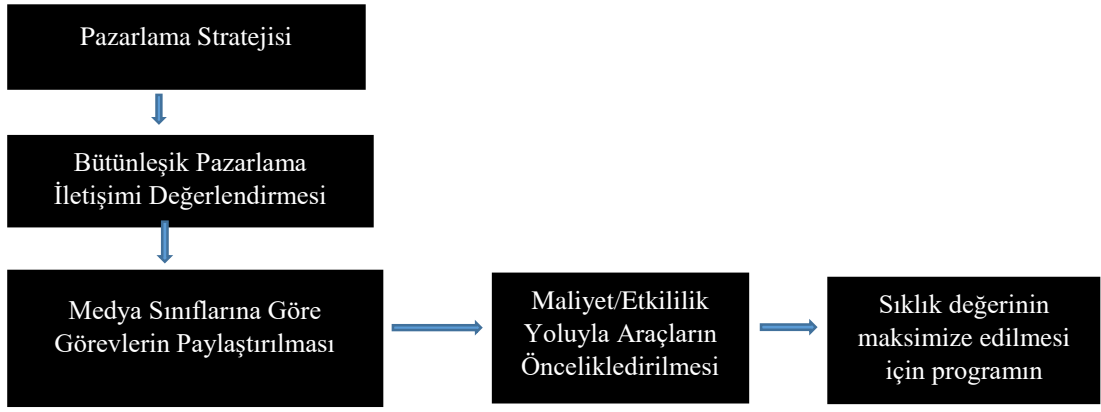 Pazarlama Stratejisi
Bütünleşik Pazarlama
İletişimi Değerlendirmesi
Medya Sınıflarına Göre
Görevlerin Paylaştırılması
Maliyet/Etkililik
Yoluyla Araçların
Önceliklediriılmesi
Sıklık değerinin
maksimize edilmesi
için programın